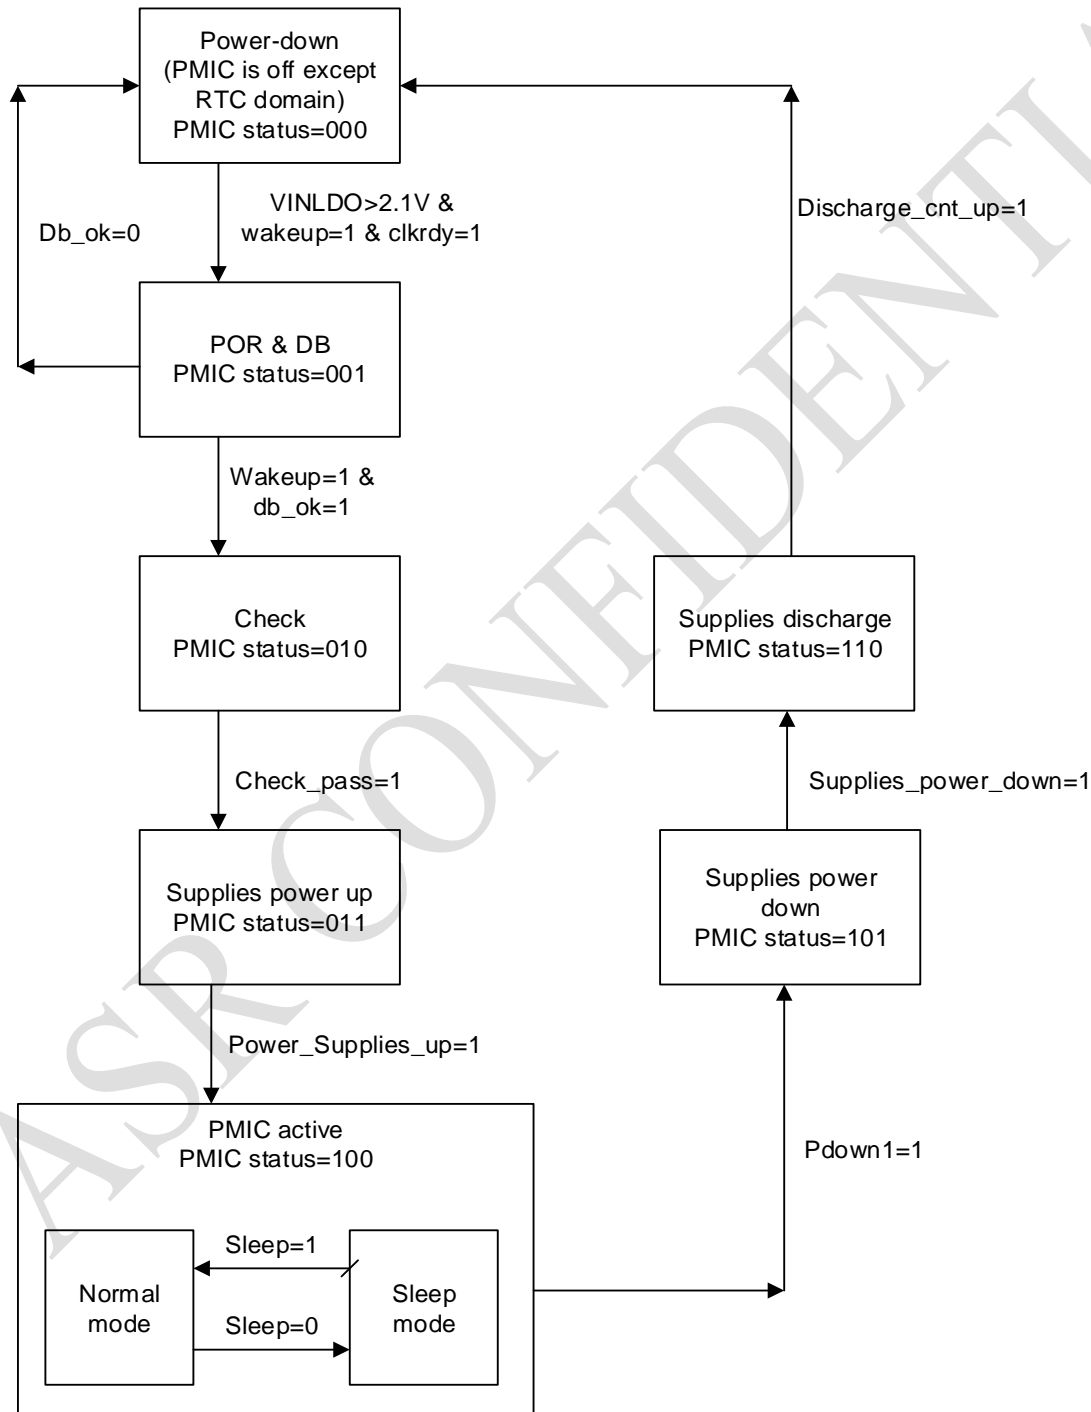 Power-down
(PMIC is off except
RTC domain)
PMIC status=000
VINLDO>2.1V &
wakeup=1 & clkrdy=1
Db_ok=0
Discharge_cnt_up=1
POR & DB
PMIC status=001
Wakeup=1 &
db_ok=1
Check
PMIC status=010
Supplies discharge
PMIC status=110
Check_pass=1
Supplies_power_down=1
Supplies power up
PMIC status=011
Supplies power
down
PMIC status=101
Power_Supplies_up=1
PMIC active
PMIC status=100
Pdown1=1
Normal
mode
Sleep=1
Sleep=0
Sleep
mode
ASR CONFIDENTI